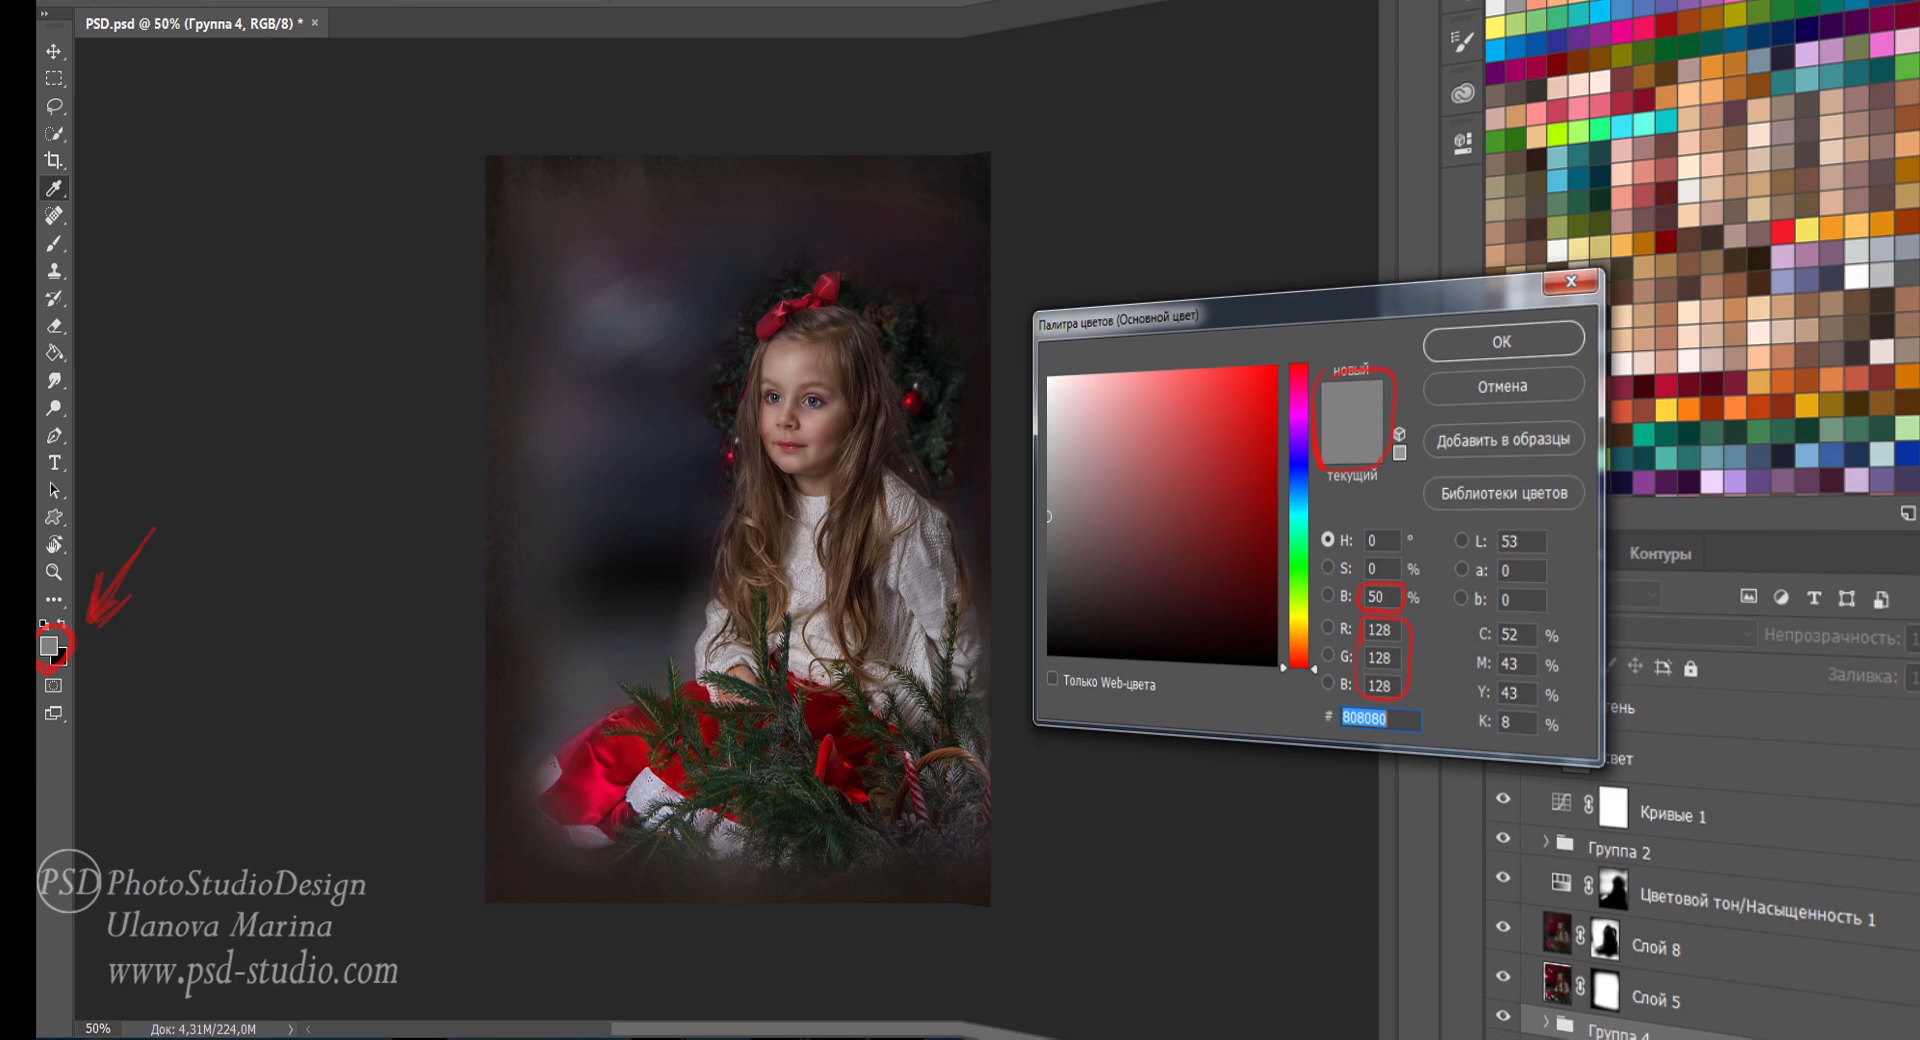 PSD.psd @ 50% (Группа 4, RGB/8) * ×
Палитра цветов (Основной цвет)
новый
текущий
OK
Отмена
Добавить в образцы
Библиотеки цветов
H: 0 °
S: 0 %
B: 50 %
R: 128
G: 128
B: 128
# 808080
L: 53
a: 0
b: 0
C: 52 %
M: 43 %
Y: 43 %
K: 8 %
Только Web-цвета
Контуры
Непрозрачность:
Заливка:
Кривые 1
Группа 2
Цветовой тон/Насыщенность 1
Слой 8
Слой 5
Группа 4
PSD PhotoStudioDesign
Ulanova Marina
www.psd-studio.com
50%
Док: 4,31M/224,0M